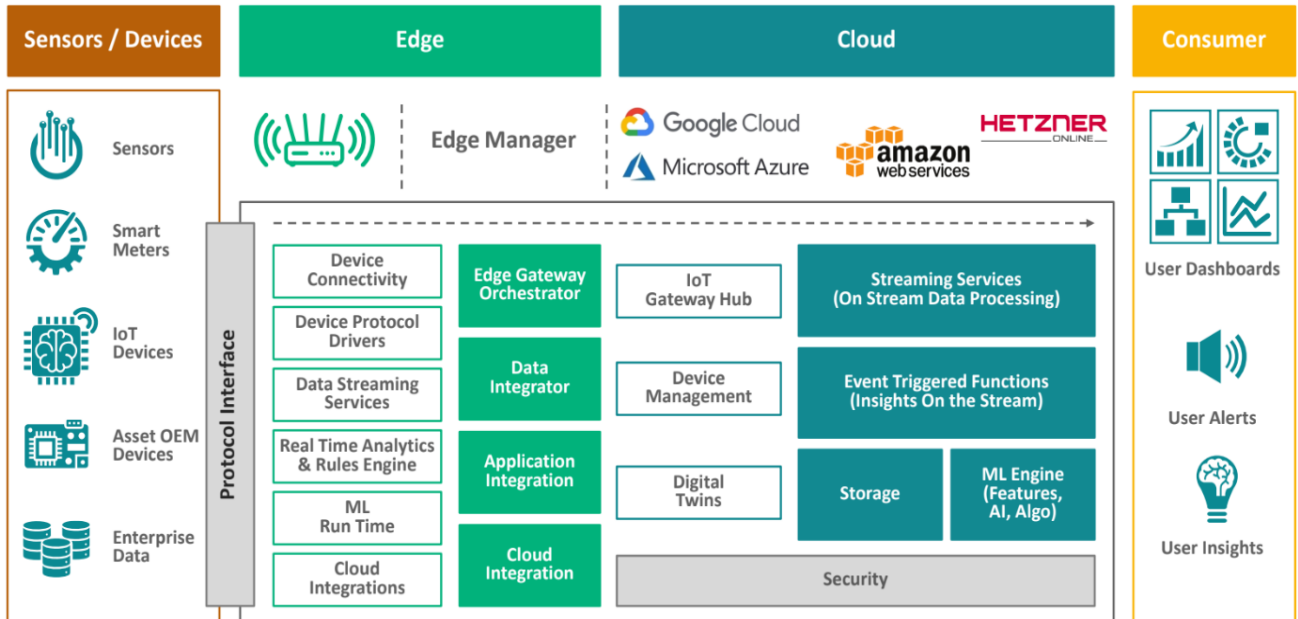 Sensors / Devices
Edge
Cloud
Consumer
Sensors
Smart
Meters
IoT
Devices
Asset OEM
Devices
Enterprise
Data
Protocol Interface
Edge Manager
Google Cloud
Microsoft Azure
amazon
web services
HETZNER
ONLINE
Device
Connectivity
Device Protocol
Drivers
Data Streaming
Services
Real Time Analytics
& Rules Engine
ML
Run Time
Cloud
Integrations
Edge Gateway
Orchestrator
Data
Integrator
Application
Integration
Cloud
Integration
IoT
Gateway Hub
Device
Management
Digital
Twins
Streaming Services
(On Stream Data Processing)
Event Triggered Functions
(Insights On the Stream)
Storage
ML Engine
(Features,
AI, Algo)
Security
User Dashboards
User Alerts
User Insights